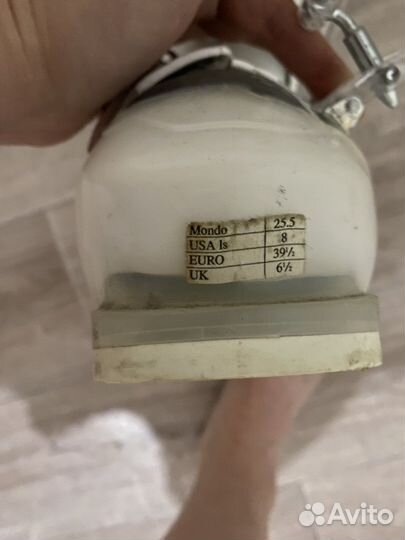 Mondo 25.5
USA ls 8
EURO 39½
UK 6½
Avito